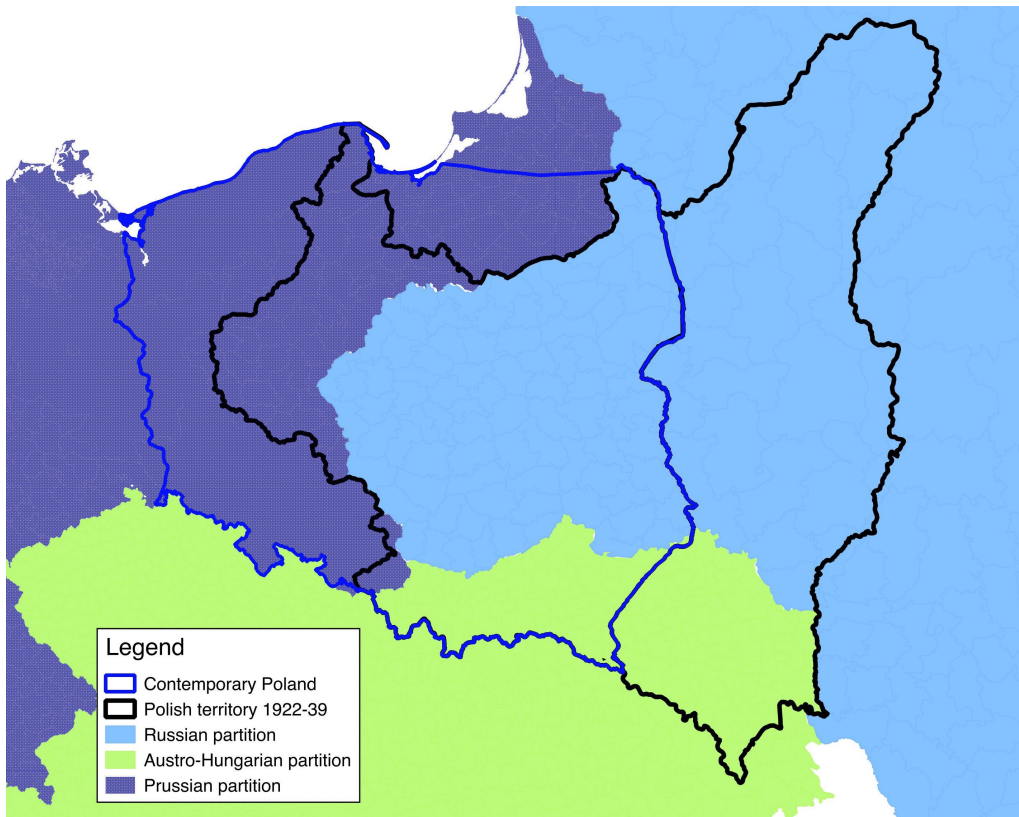 Legend
Contemporary Poland
Polish territory 1922-39
Russian partition
Austro-Hungarian partition
Prussian partition